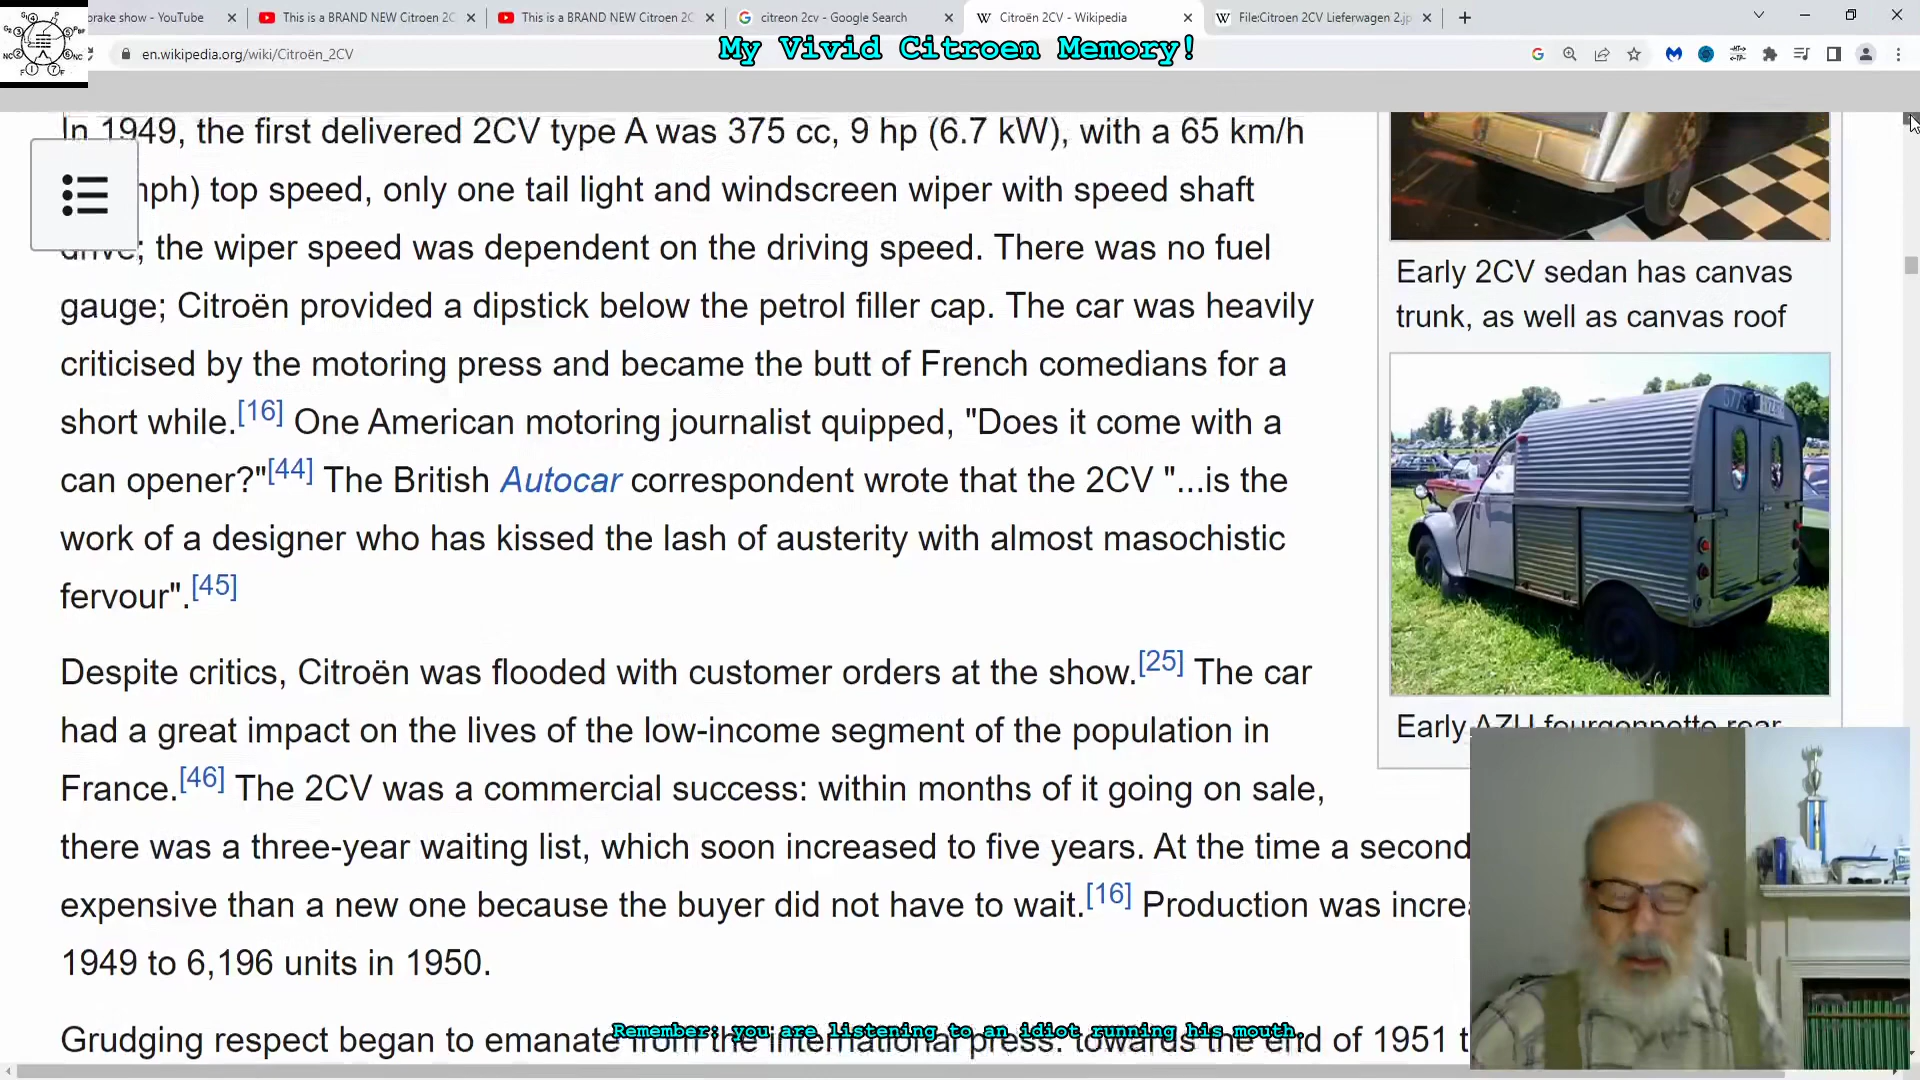 orake show - YouTube
This is a BRAND NEW Citroen 2C
This is a BRAND NEW Citroen 2C
citreon 2cv - Google Search
Citroën 2CV - Wikipedia
File:Citroen 2CV Lieferwagen 2.jp
en.wikipedia.org/wiki/Citroën_2CV
My Vivid Citroen Memory!
In 1949, the first delivered 2CV type A was 375 cc, 9 hp (6.7 kW), with a 65 km/h
mph) top speed, only one tail light and windscreen wiper with speed shaft
drive; the wiper speed was dependent on the driving speed. There was no fuel
gauge; Citroën provided a dipstick below the petrol filler cap. The car was heavily
criticised by the motoring press and became the butt of French comedians for a
short while.[16] One American motoring journalist quipped, "Does it come with a
can opener?"[44] The British Autocar correspondent wrote that the 2CV "...is the
work of a designer who has kissed the lash of austerity with almost masochistic
fervour".[45]
Despite critics, Citroën was flooded with customer orders at the show.[25] The car
had a great impact on the lives of the low-income segment of the population in
France.[46] The 2CV was a commercial success: within months of it going on sale,
there was a three-year waiting list, which soon increased to five years. At the time a second
expensive than a new one because the buyer did not have to wait.[16] Production was increa
1949 to 6,196 units in 1950.
Grudging respect began to emanate from the international press: towards the end of 1951 t
Early 2CV sedan has canvas
trunk, as well as canvas roof
Early AZU fourgonnette rear
Remember: you are listening to an idiot running his mouth.